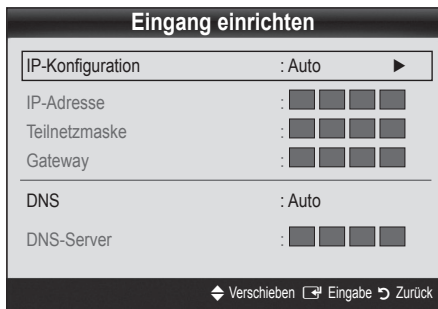 Eingang einrichten
IP-Konfiguration : Auto ►
IP-Adresse :
Teilnetzmaske :
Gateway :
DNS : Auto
DNS-Server :
Verschieben Eingabe Zurück